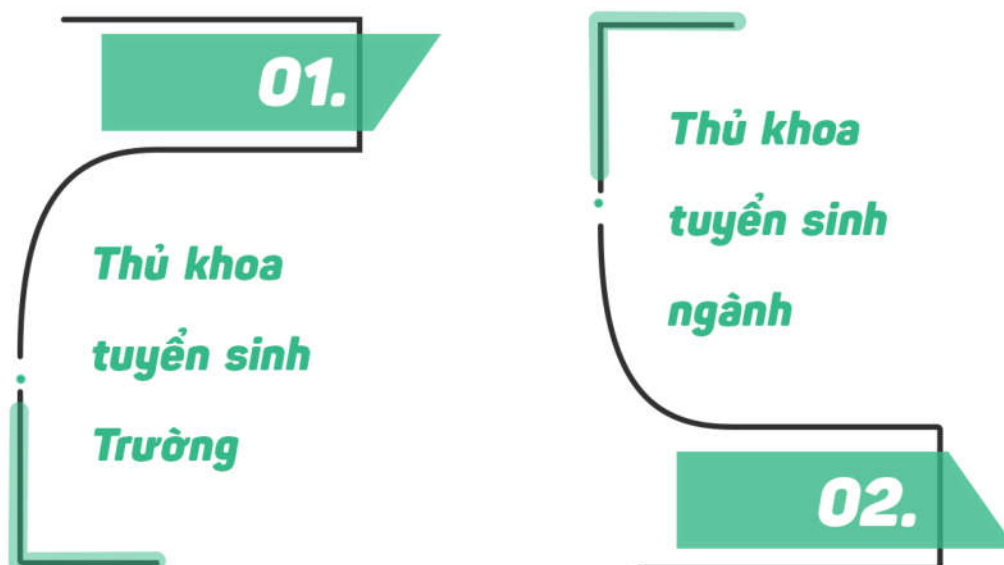 01.
Thủ khoa
tuyển sinh
Trường
Thủ khoa
tuyển sinh
ngành
02.